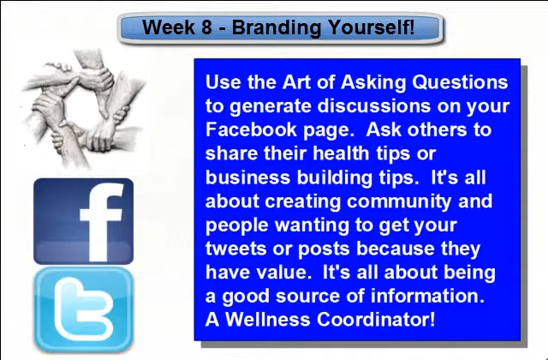 Week 8 - Branding Yourself!
Use the Art of Asking Questions
to generate discussions on your
Facebook page.  Ask others to
share their health tips or
business building tips.  It's all
about creating community and
people wanting to get your
tweets or posts because they
have value.  It's all about being
a good source of information.
A Wellness Coordinator!
f
t